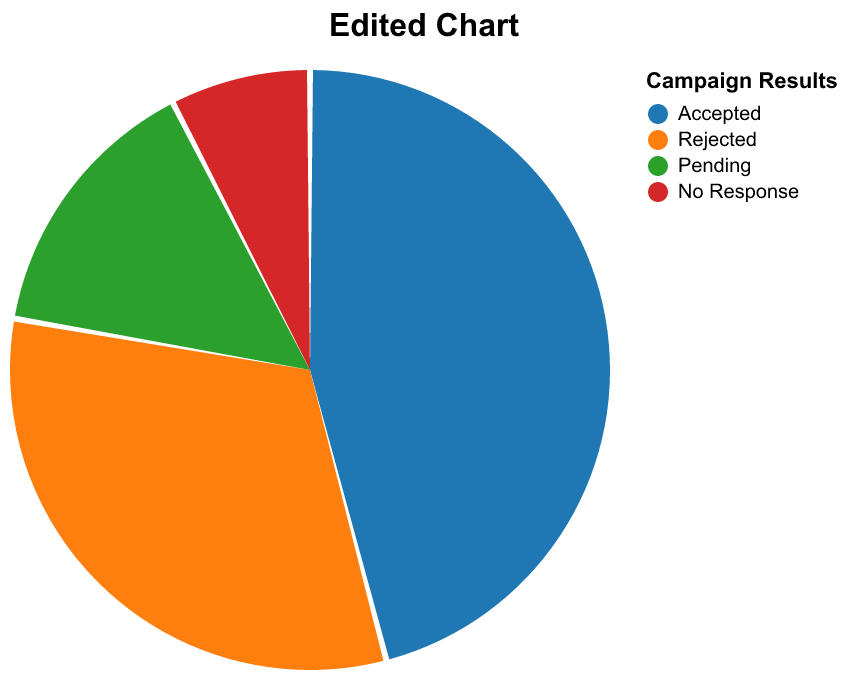 Edited Chart
Campaign Results
Accepted
Rejected
Pending
No Response